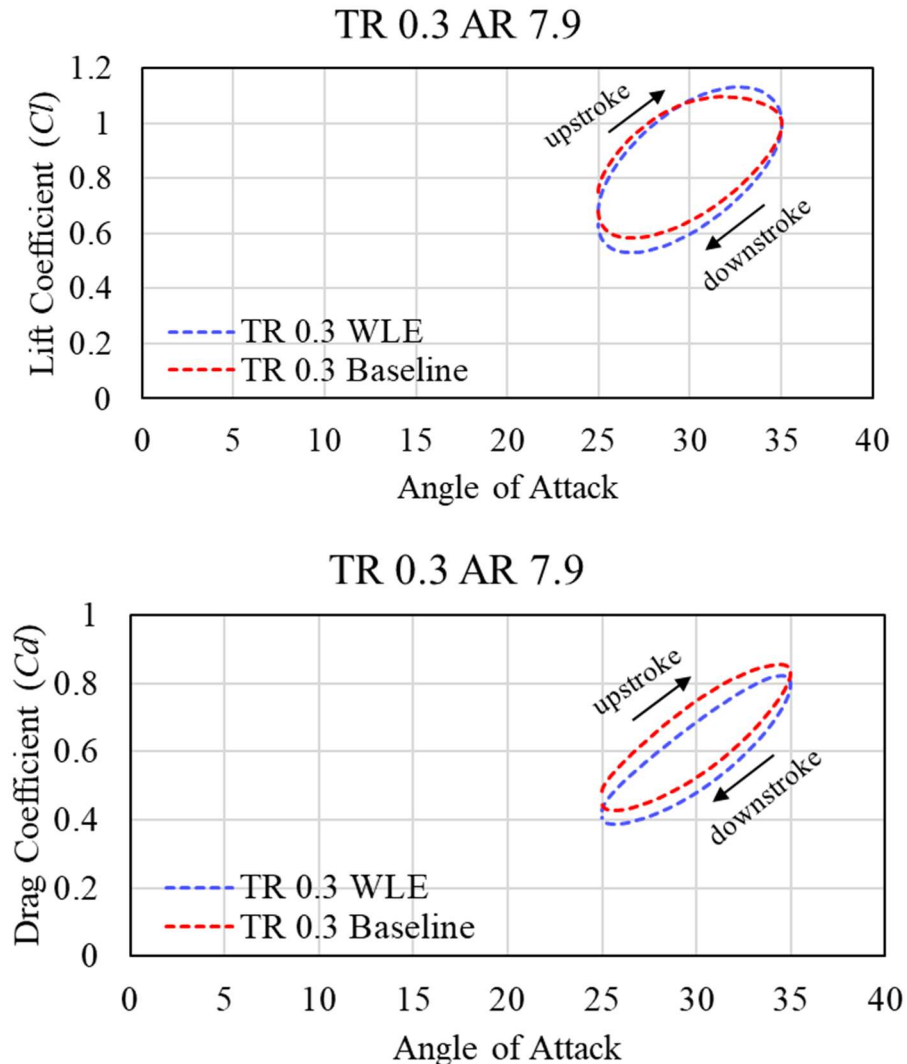 TR 0.3 AR 7.9
Lift Coefficient (Cl)
1.2
1
0.8
0.6
0.4
0.2
0
upstroke
downstroke
TR 0.3 WLE
TR 0.3 Baseline
0 5 10 15 20 25 30 35 40
Angle of Attack
TR 0.3 AR 7.9
Drag Coefficient (Cd)
1
0.8
0.6
0.4
0.2
0
upstroke
downstroke
TR 0.3 WLE
TR 0.3 Baseline
0 5 10 15 20 25 30 35 40
Angle of Attack